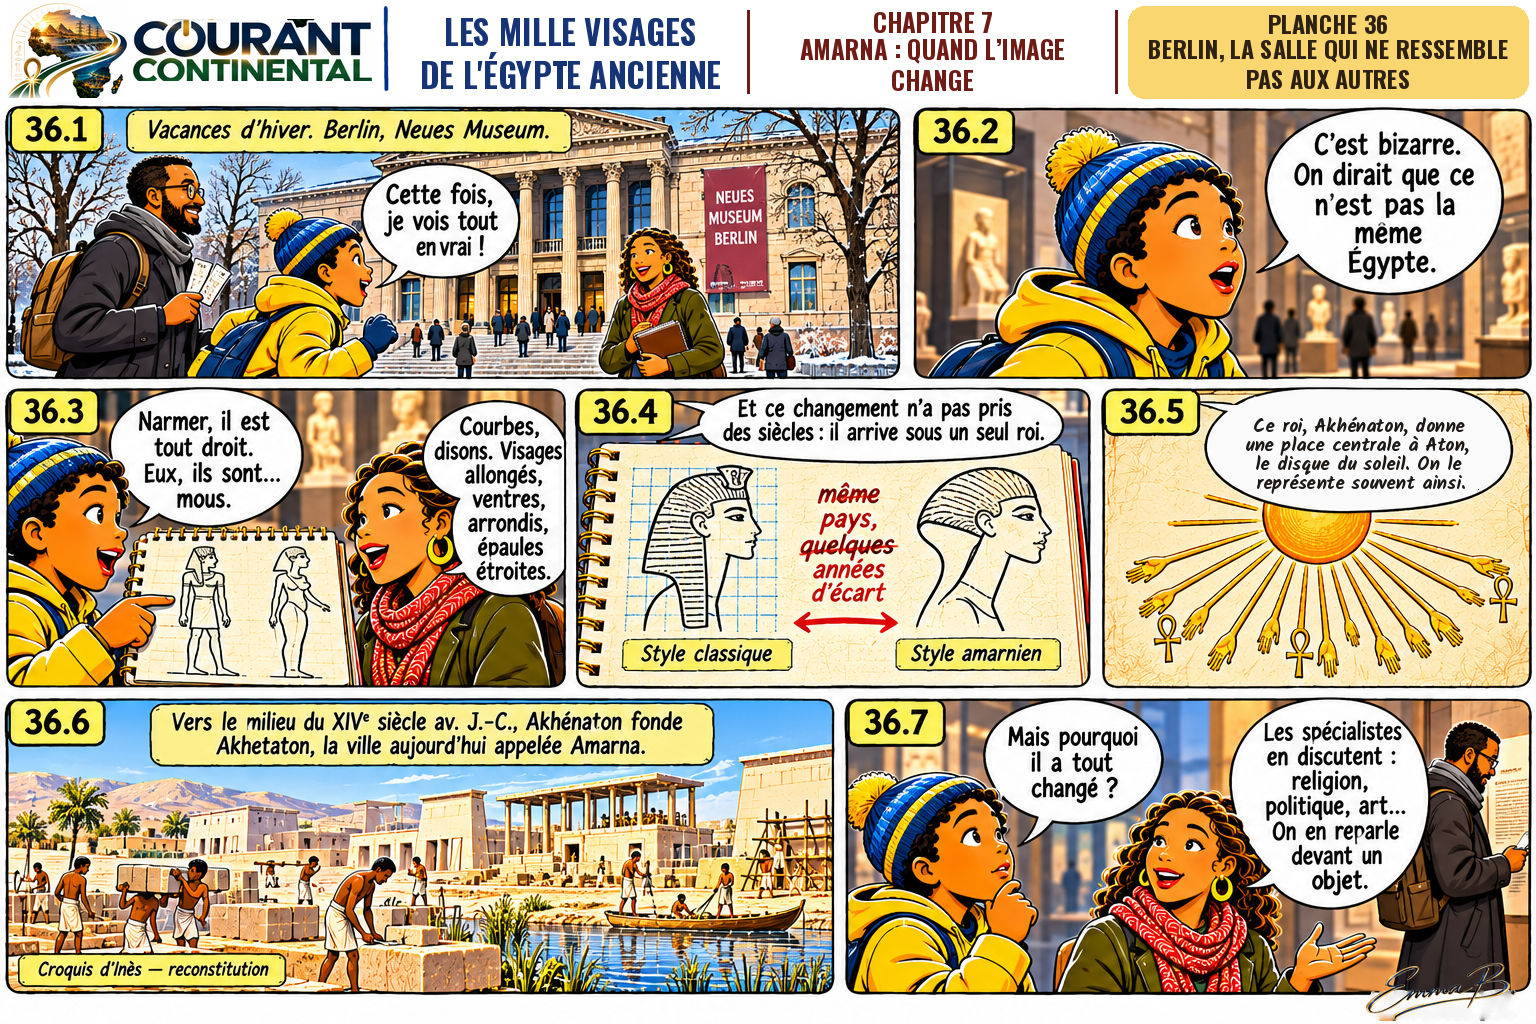 COURANT
CONTINENTAL
LES MILLE VISAGES
DE L'ÉGYPTE ANCIENNE
CHAPITRE 7
AMARNA : QUAND L’IMAGE
CHANGE
PLANCHE 36
BERLIN, LA SALLE QUI NE RESSEMBLE
PAS AUX AUTRES
36.1
Vacances d’hiver. Berlin, Neues Museum.
Cette fois,
je vois tout
en vrai !
NEUES
MUSEUM
BERLIN
36.2
C’est bizarre.
On dirait que ce
n’est pas la
même
Égypte.
36.3
Narmer, il est
tout droit.
Eux, ils sont...
mous.
Courbes,
disons. Visages
allongés,
ventres,
arrondis,
épaules
étroites.
36.4
Et ce changement n’a pas pris
des siècles : il arrive sous un seul roi.
même
pays,
quelques
années
d’écart
Style classique
Style amarnien
36.5
Ce roi, Akhénaton, donne
une place centrale à Aton,
le disque du soleil. On le
représente souvent ainsi.
36.6
Vers le milieu du XIVe siècle av. J.-C., Akhénaton fonde
Akhetaton, la ville aujourd’hui appelée Amarna.
Croquis d’Inès — reconstitution
36.7
Mais pourquoi
il a tout
changé ?
Les spécialistes
en discutent :
religion,
politique, art...
On en reparle
devant un
objet.
Emma B.